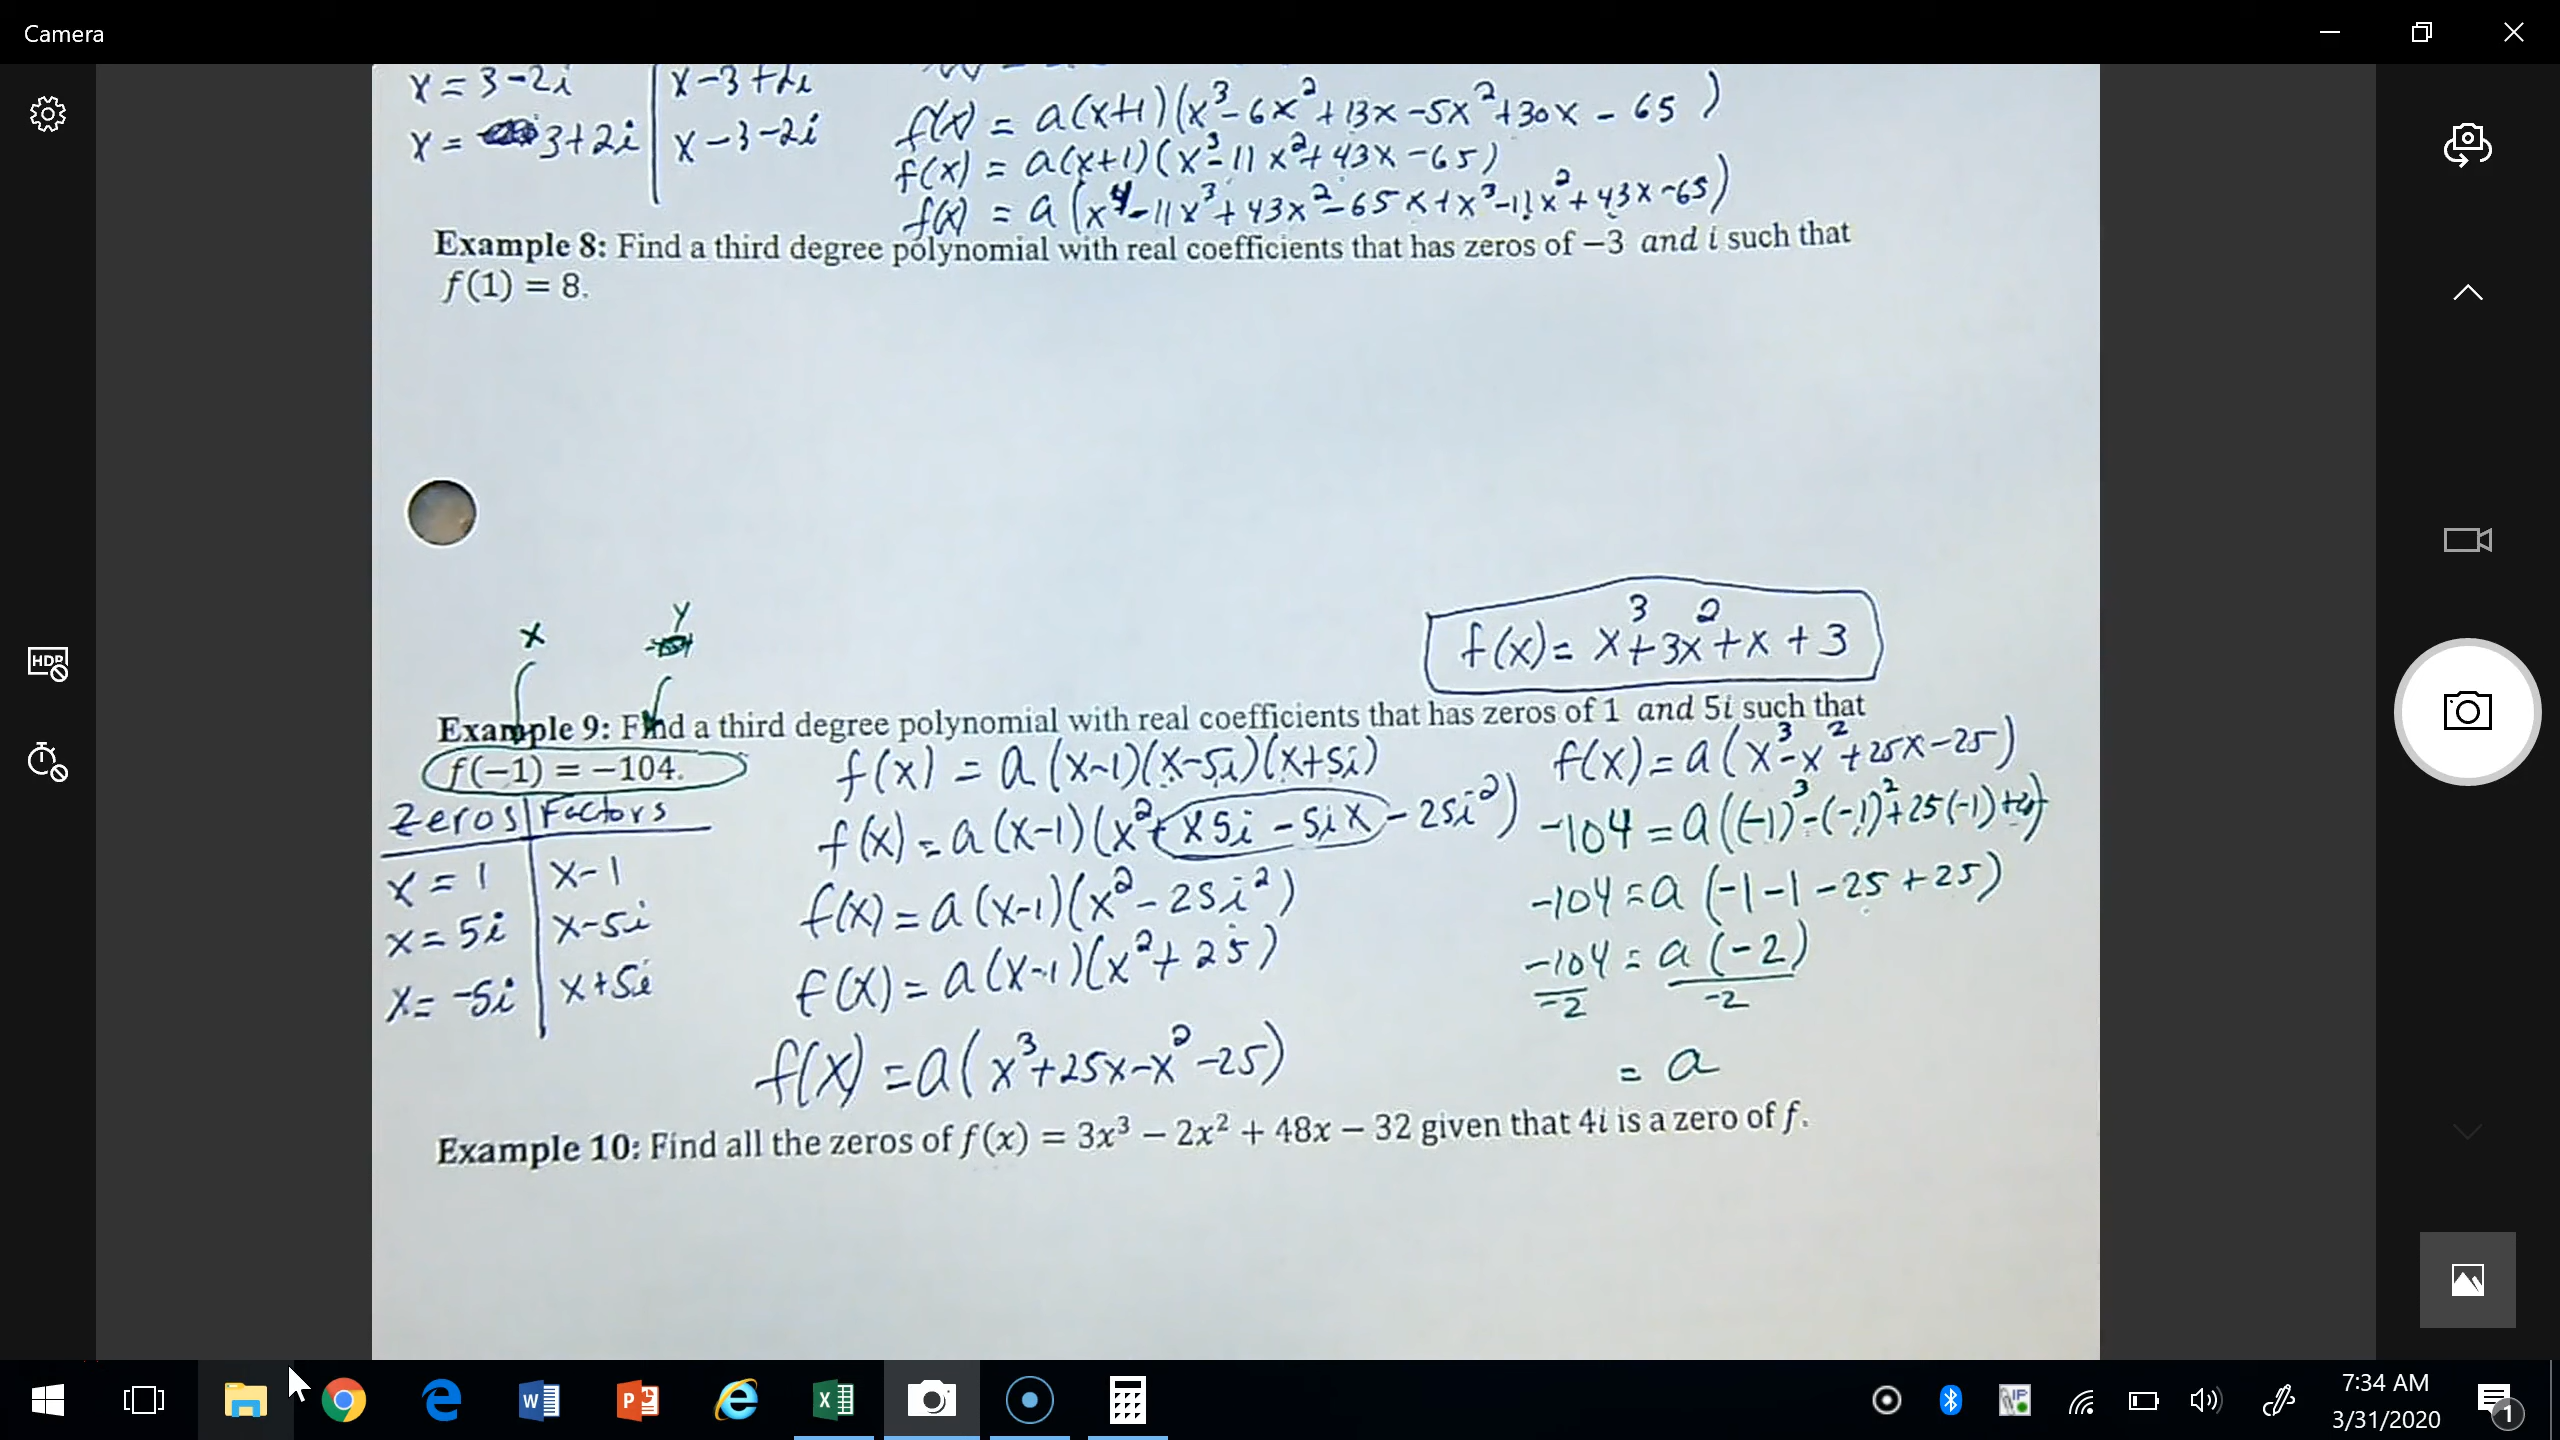 Camera
x = 3-2i | x-3+2i
x = 3+2i | x-3-2i
f(x) = a(x+1)(x³-6x²+13x-5x²+30x-65)
f(x) = a(x+1)(x³-11x²+43x-65)
f(x) = a(x⁴-11x³+43x²-65x+x³-11x²+43x-65)
Example 8: Find a third degree polynomial with real coefficients that has zeros of −3 and i such that
f(1) = 8.
f(x) = x³+3x²+x+3
x y
Example 9: Find a third degree polynomial with real coefficients that has zeros of 1 and 5i such that
f(−1) = −104.
Zeros | Factors
x = 1 | x-1
x = 5i | x-5i
x = -5i | x+5i
f(x) = a(x-1)(x-5i)(x+5i)
f(x) = a(x-1)(x²+x5i-5ix-25i²)
f(x) = a(x-1)(x²-25i²)
f(x) = a(x-1)(x²+25)
f(x) = a(x³+25x-x²-25)
f(x) = a(x³-x²+25x-25)
-104 = a((-1)³-(-1)²+25(-1)+
-104 = a(-1-1-25+25)
-104 = a(-2)
-2 -2
= a
Example 10: Find all the zeros of f(x) = 3x³ − 2x² + 48x − 32 given that 4i is a zero of f.
HDR
7:34 AM
3/31/2020
1